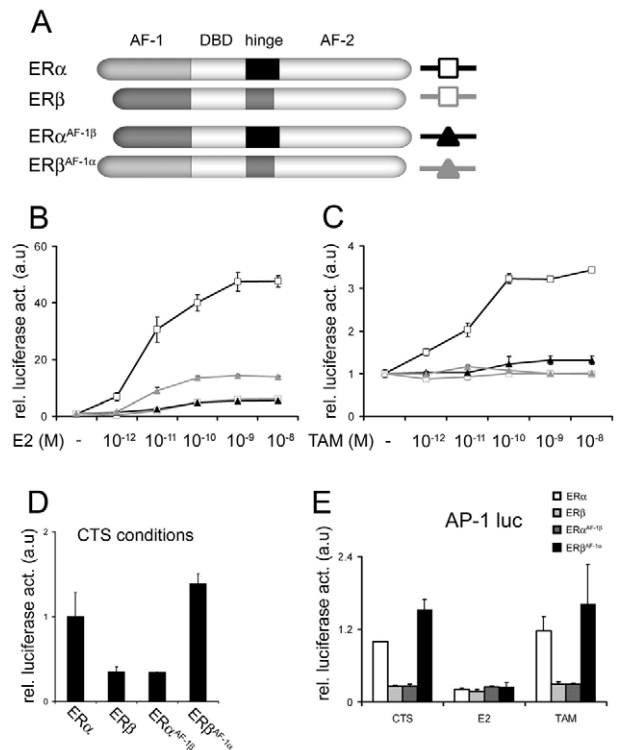 A
AF-1 DBD hinge AF-2
ERα
ERβ
ERα^AF-1β
ERβ^AF-1α
B
rel. luciferase act. (a.u)
60
40
20
0
E2 (M) - 10^-12 10^-11 10^-10 10^-9 10^-8
C
rel. luciferase act. (a.u)
4
3
2
1
0
TAM (M) - 10^-12 10^-11 10^-10 10^-9 10^-8
D
CTS conditions
rel. luciferase act. (a.u)
2
1
0
ERα ERβ ERα^AF-1β ERβ^AF-1α
E
AP-1 luc
ERα
ERβ
ERα^AF-1β
ERβ^AF-1α
rel. luciferase act. (a.u)
2.4
1.2
0
CTS E2 TAM